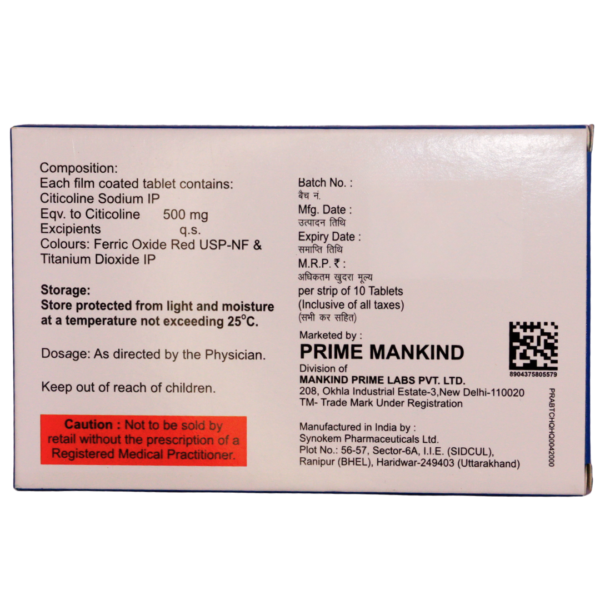 Composition:
Each film coated tablet contains:
Citicoline Sodium IP
Eqv. to Citicoline 500 mg
Excipients q.s.
Colours: Ferric Oxide Red USP-NF &
Titanium Dioxide IP
Storage:
Store protected from light and moisture
at a temperature not exceeding 25°C.
Dosage: As directed by the Physician.
Keep out of reach of children.
Caution : Not to be sold by
retail without the prescription of a
Registered Medical Practitioner.
Batch No. :
बैच नं.
Mfg. Date :
उत्पादन तिथि
Expiry Date :
समाप्ति तिथि
M.R.P. ₹ :
अधिकतम खुदरा मूल्य
per strip of 10 Tablets
(Inclusive of all taxes)
(सभी कर सहित)
Marketed by :
PRIME MANKIND
Division of
MANKIND PRIME LABS PVT. LTD.
208, Okhla Industrial Estate-3,New Delhi-110020
TM- Trade Mark Under Registration
Manufactured in India by :
Synokem Pharmaceuticals Ltd.
Plot No.: 56-57, Sector-6A, I.I.E. (SIDCUL),
Ranipur (BHEL), Haridwar-249403 (Uttarakhand)
8904375805579
PRABTCHQHQ0042000